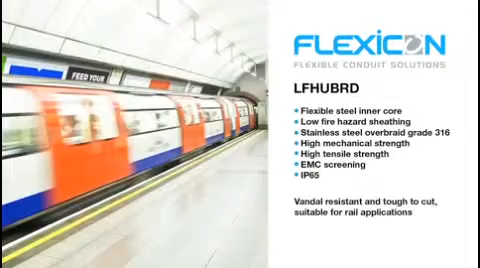 FEED YOUR
FLEXICON
FLEXIBLE CONDUIT SOLUTIONS
LFHUBRD
• Flexible steel inner core
• Low fire hazard sheathing
• Stainless steel overbraid grade 316
• High mechanical strength
• High tensile strength
• EMC screening
• IP65
Vandal resistant and tough to cut,
suitable for rail applications